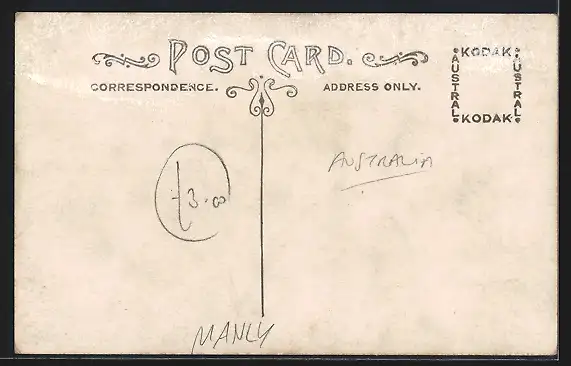 POST CARD.
CORRESPONDENCE.
ADDRESS ONLY.
KODAK
AUSTRAL
AUSTRAL
KODAK
AUSTRALIA
£3.00
MANLY